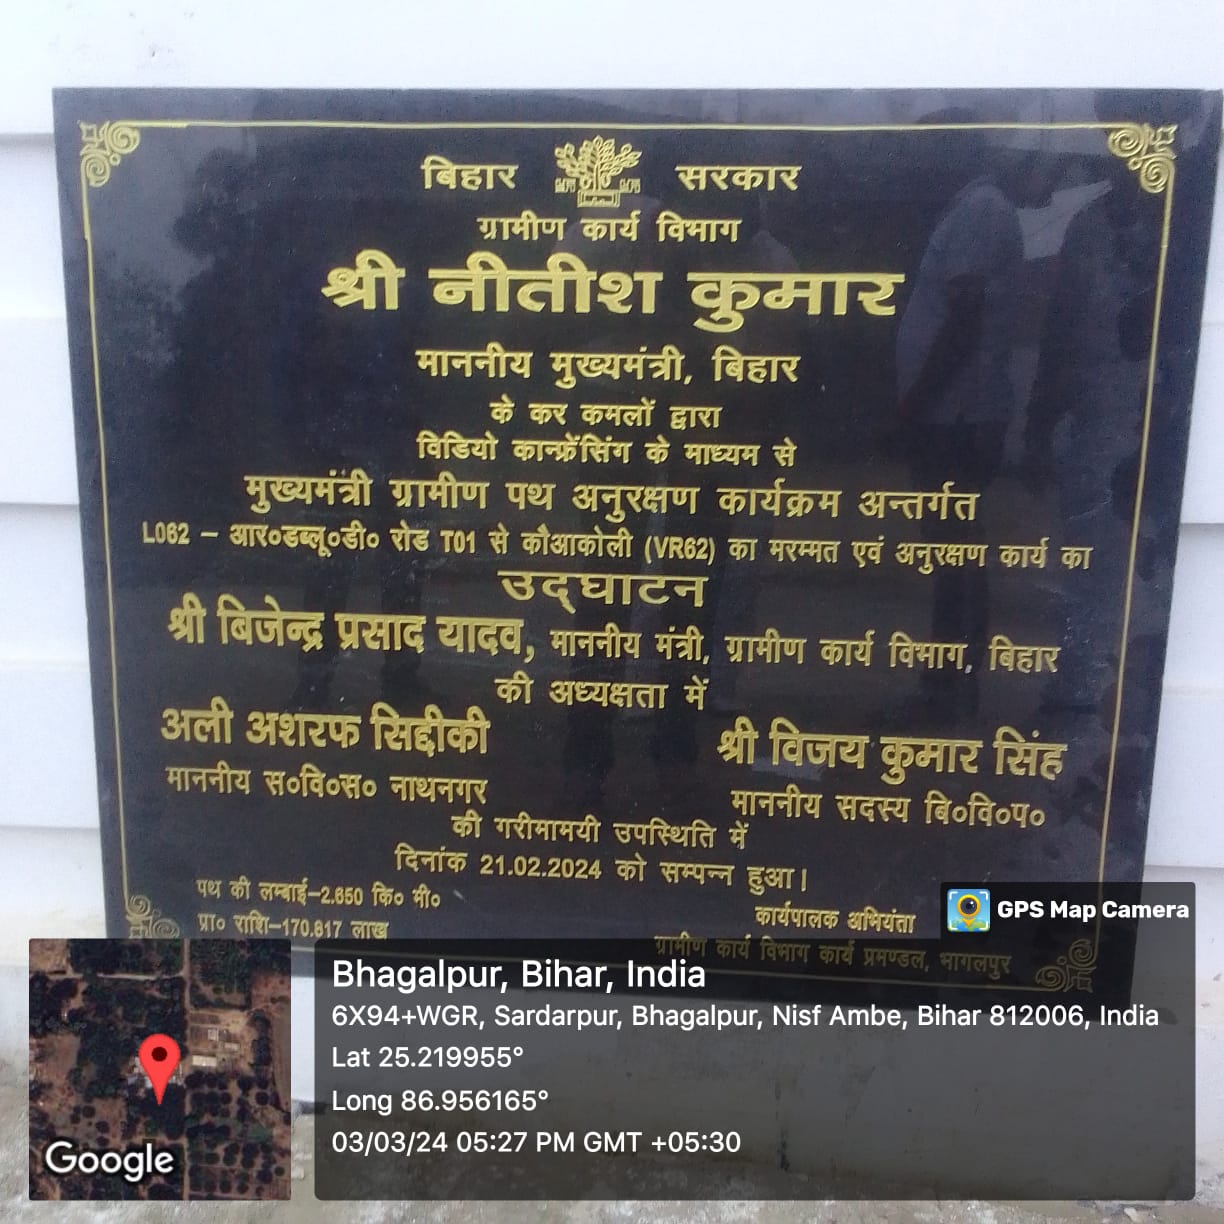 बिहार सरकार
ग्रामीण कार्य विभाग
श्री नीतीश कुमार
माननीय मुख्यमंत्री, बिहार
के कर कमलों द्वारा
विडियो कान्फ्रेंसिंग के माध्यम से
मुख्यमंत्री ग्रामीण पथ अनुरक्षण कार्यक्रम अन्तर्गत
L062 – आर०डब्लू०डी० रोड T01 से कौआकोली (VR62) का मरम्मत एवं अनुरक्षण कार्य का
उद्घाटन
श्री बिजेन्द्र प्रसाद यादव, माननीय मंत्री, ग्रामीण कार्य विभाग, बिहार
की अध्यक्षता में
अली अशरफ सिद्दीकी
माननीय स०वि०स० नाथनगर
श्री विजय कुमार सिंह
माननीय सदस्य बि०वि०प०
की गरीमामयी उपस्थिति में
दिनांक 21.02.2024 को सम्पन्न हुआ।
पथ की लम्बाई–2.650 कि० मी०
प्रा० राशि–170.817 लाख
कार्यपालक अभियंता
ग्रामीण कार्य विभाग कार्य प्रमण्डल, भागलपुर
GPS Map Camera
Bhagalpur, Bihar, India
6X94+WGR, Sardarpur, Bhagalpur, Nisf Ambe, Bihar 812006, India
Lat 25.219955°
Long 86.956165°
03/03/24 05:27 PM GMT +05:30
Google